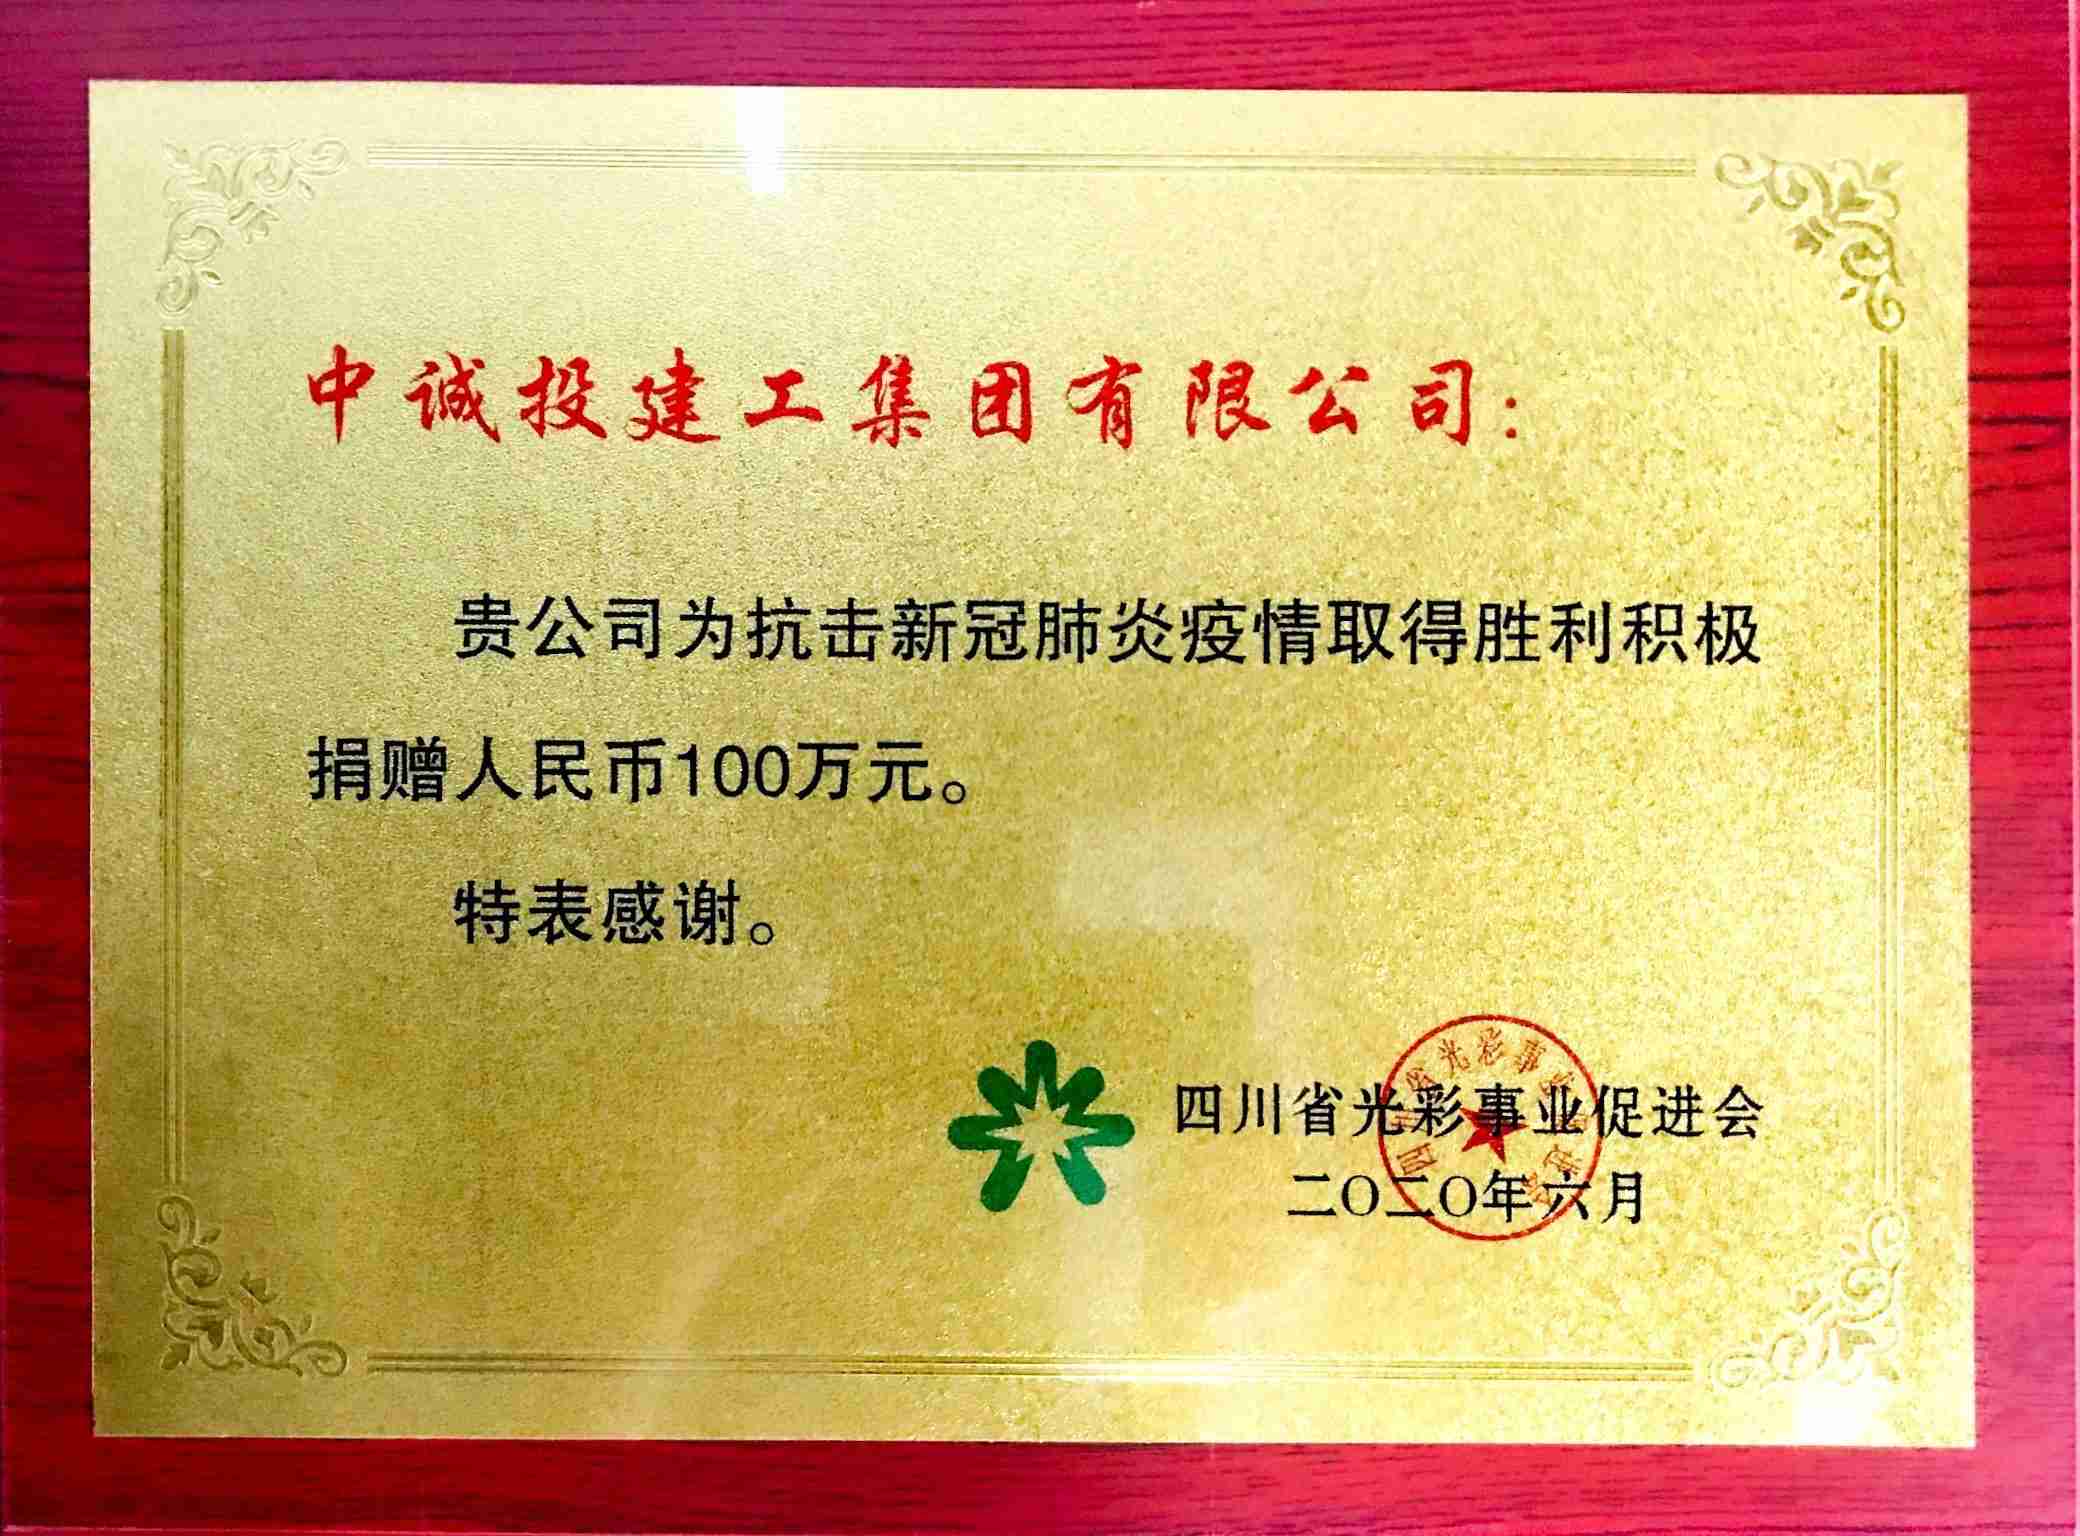 中诚投建工集团有限公司：
贵公司为抗击新冠肺炎疫情取得胜利积极
捐赠人民币100万元。
特表感谢。
四川省光彩事业促进会
二〇二〇年六月